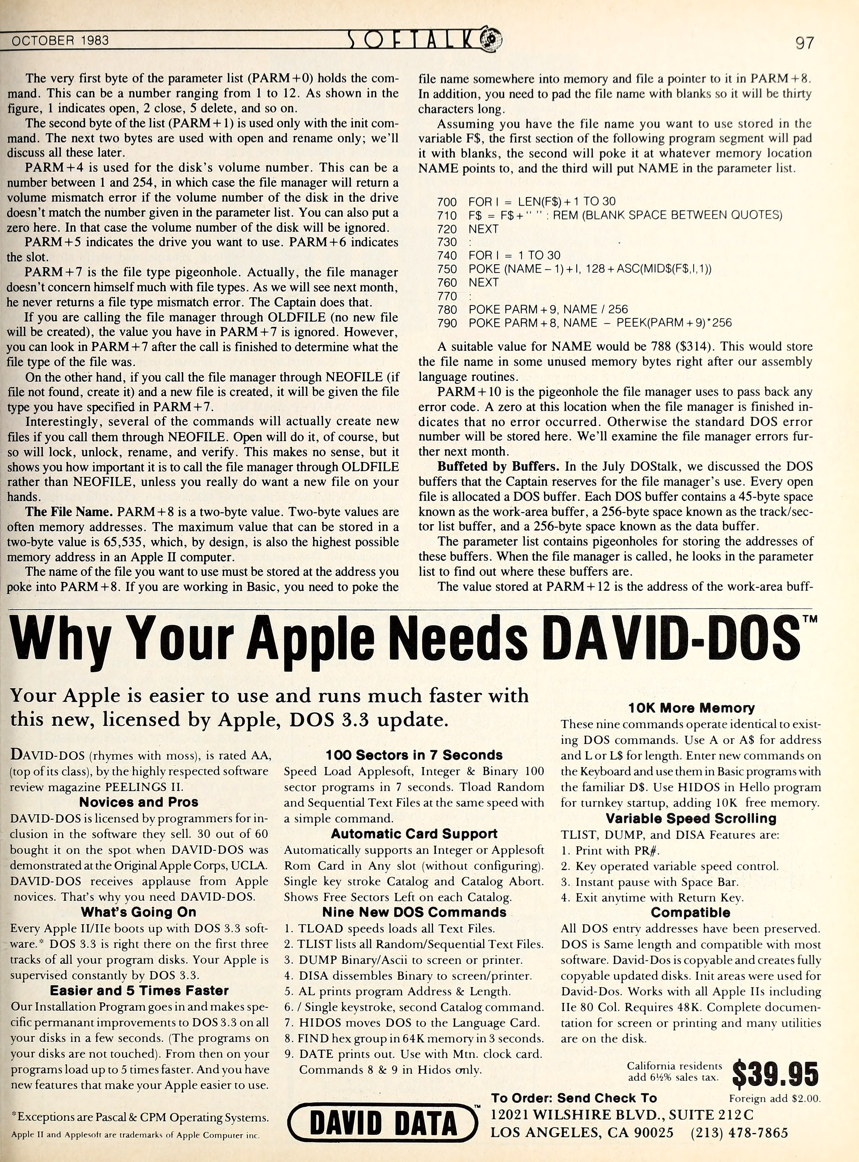 OCTOBER 1983
SOFTALK
97
The very first byte of the parameter list (PARM+0) holds the com-
mand. This can be a number ranging from 1 to 12. As shown in the
figure, 1 indicates open, 2 close, 5 delete, and so on.
The second byte of the list (PARM+1) is used only with the init com-
mand. The next two bytes are used with open and rename only; we'll
discuss all these later.
PARM+4 is used for the disk's volume number. This can be a
number between 1 and 254, in which case the file manager will return a
volume mismatch error if the volume number of the disk in the drive
doesn't match the number given in the parameter list. You can also put a
zero here. In that case the volume number of the disk will be ignored.
PARM+5 indicates the drive you want to use. PARM+6 indicates
the slot.
PARM+7 is the file type pigeonhole. Actually, the file manager
doesn't concern himself much with file types. As we will see next month,
he never returns a file type mismatch error. The Captain does that.
If you are calling the file manager through OLDFILE (no new file
will be created), the value you have in PARM+7 is ignored. However,
you can look in PARM+7 after the call is finished to determine what the
file type of the file was.
On the other hand, if you call the file manager through NEOFILE (if
file not found, create it) and a new file is created, it will be given the file
type you have specified in PARM+7.
Interestingly, several of the commands will actually create new
files if you call them through NEOFILE. Open will do it, of course, but
so will lock, unlock, rename, and verify. This makes no sense, but it
shows you how important it is to call the file manager through OLDFILE
rather than NEOFILE, unless you really do want a new file on your
hands.
The File Name. PARM+8 is a two-byte value. Two-byte values are
often memory addresses. The maximum value that can be stored in a
two-byte value is 65,535, which, by design, is also the highest possible
memory address in an Apple II computer.
The name of the file you want to use must be stored at the address you
poke into PARM+8. If you are working in Basic, you need to poke the
file name somewhere into memory and file a pointer to it in PARM+8.
In addition, you need to pad the file name with blanks so it will be thirty
characters long.
Assuming you have the file name you want to use stored in the
variable F$, the first section of the following program segment will pad
it with blanks, the second will poke it at whatever memory location
NAME points to, and the third will put NAME in the parameter list.
700 FOR I = LEN(F$)+1 TO 30
710 F$ = F$+" " : REM (BLANK SPACE BETWEEN QUOTES)
720 NEXT
730 :
740 FOR I = 1 TO 30
750 POKE (NAME-1)+I, 128+ASC(MID$(F$,I,1))
760 NEXT
770 :
780 POKE PARM+9, NAME / 256
790 POKE PARM+8, NAME - PEEK(PARM+9)*256
A suitable value for NAME would be 788 ($314). This would store
the file name in some unused memory bytes right after our assembly
language routines.
PARM+10 is the pigeonhole the file manager uses to pass back any
error code. A zero at this location when the file manager is finished in-
dicates that no error occurred. Otherwise the standard DOS error
number will be stored here. We'll examine the file manager errors fur-
ther next month.
Buffeted by Buffers. In the July DOStalk, we discussed the DOS
buffers that the Captain reserves for the file manager's use. Every open
file is allocated a DOS buffer. Each DOS buffer contains a 45-byte space
known as the work-area buffer, a 256-byte space known as the track/sec-
tor list buffer, and a 256-byte space known as the data buffer.
The parameter list contains pigeonholes for storing the addresses of
these buffers. When the file manager is called, he looks in the parameter
list to find out where these buffers are.
The value stored at PARM+12 is the address of the work-area buff-
Why Your Apple Needs DAVID-DOS™
Your Apple is easier to use and runs much faster with
this new, licensed by Apple, DOS 3.3 update.
DAVID-DOS (rhymes with moss), is rated AA,
(top of its class), by the highly respected software
review magazine PEELINGS II.
Novices and Pros
DAVID-DOS is licensed by programmers for in-
clusion in the software they sell. 30 out of 60
bought it on the spot when DAVID-DOS was
demonstrated at the Original Apple Corps, UCLA.
DAVID-DOS receives applause from Apple
novices. That's why you need DAVID-DOS.
What's Going On
Every Apple II/IIe boots up with DOS 3.3 soft-
ware.* DOS 3.3 is right there on the first three
tracks of all your program disks. Your Apple is
supervised constantly by DOS 3.3.
Easier and 5 Times Faster
Our Installation Program goes in and makes spe-
cific permanant improvements to DOS 3.3 on all
your disks in a few seconds. (The programs on
your disks are not touched). From then on your
programs load up to 5 times faster. And you have
new features that make your Apple easier to use.
*Exceptions are Pascal & CPM Operating Systems.
Apple II and Applesoft are trademarks of Apple Computer inc.
100 Sectors in 7 Seconds
Speed Load Applesoft, Integer & Binary 100
sector programs in 7 seconds. Tload Random
and Sequential Text Files at the same speed with
a simple command.
Automatic Card Support
Automatically supports an Integer or Applesoft
Rom Card in Any slot (without configuring).
Single key stroke Catalog and Catalog Abort.
Shows Free Sectors Left on each Catalog.
Nine New DOS Commands
1. TLOAD speeds loads all Text Files.
2. TLIST lists all Random/Sequential Text Files.
3. DUMP Binary/Ascii to screen or printer.
4. DISA dissembles Binary to screen/printer.
5. AL prints program Address & Length.
6. / Single keystroke, second Catalog command.
7. HIDOS moves DOS to the Language Card.
8. FIND hex group in 64K memory in 3 seconds.
9. DATE prints out. Use with Mtn. clock card.
Commands 8 & 9 in Hidos only.
10K More Memory
These nine commands operate identical to exist-
ing DOS commands. Use A or A$ for address
and L or L$ for length. Enter new commands on
the Keyboard and use them in Basic programs with
the familiar D$. Use HIDOS in Hello program
for turnkey startup, adding 10K free memory.
Variable Speed Scrolling
TLIST, DUMP, and DISA Features are:
1. Print with PR#.
2. Key operated variable speed control.
3. Instant pause with Space Bar.
4. Exit anytime with Return Key.
Compatible
All DOS entry addresses have been preserved.
DOS is Same length and compatible with most
software. David-Dos is copyable and creates fully
copyable updated disks. Init areas were used for
David-Dos. Works with all Apple IIs including
IIe 80 Col. Requires 48K. Complete documen-
tation for screen or printing and many utilities
are on the disk.
California residents
add 6½% sales tax.
$39.95
Foreign add $2.00.
DAVID DATA™
To Order: Send Check To
12021 WILSHIRE BLVD., SUITE 212C
LOS ANGELES, CA 90025 (213) 478-7865